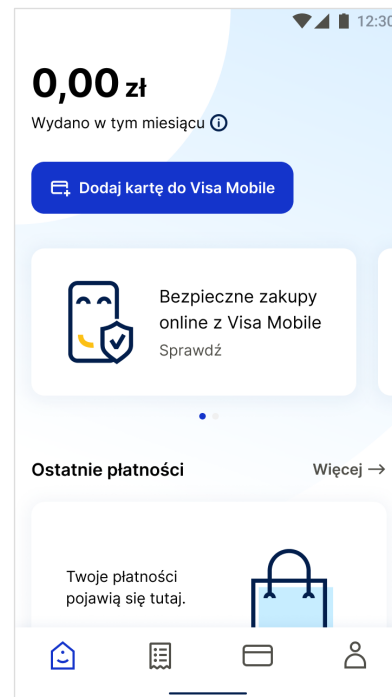 12:30
0,00 zł
Wydano w tym miesiącu
Dodaj kartę do Visa Mobile
Bezpieczne zakupy
online z Visa Mobile
Sprawdź
Ostatnie płatności
Więcej →
Twoje płatności
pojawią się tutaj.